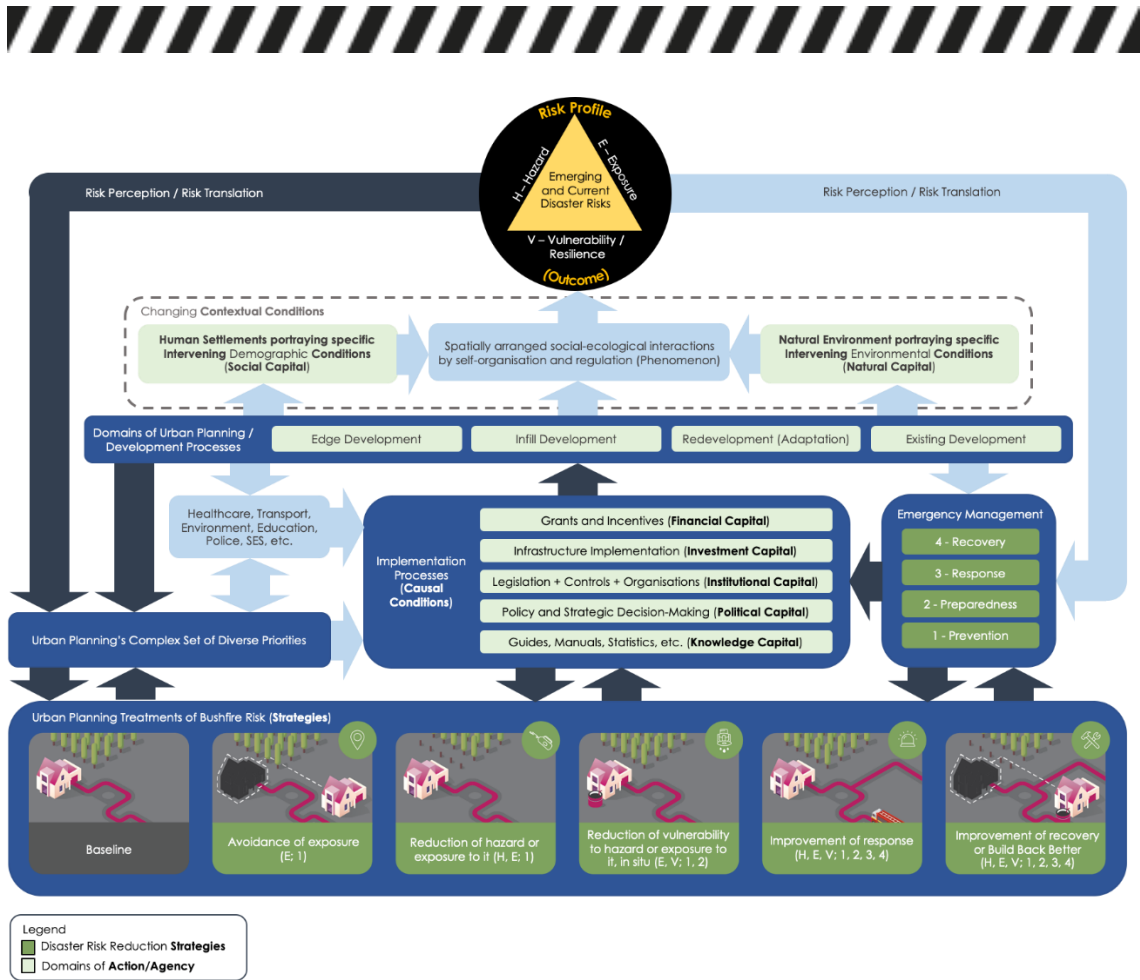 Risk Profile
H – Hazard
E – Exposure
Emerging
and Current
Disaster Risks
V – Vulnerability /
Resilience
(Outcome)
Risk Perception / Risk Translation
Risk Perception / Risk Translation
Changing Contextual Conditions
Human Settlements portraying specific
Intervening Demographic Conditions
(Social Capital)
Spatially arranged social-ecological interactions
by self-organisation and regulation (Phenomenon)
Natural Environment portraying specific
Intervening Environmental Conditions
(Natural Capital)
Domains of Urban Planning /
Development Processes
Edge Development
Infill Development
Redevelopment (Adaptation)
Existing Development
Healthcare, Transport,
Environment, Education,
Police, SES, etc.
Implementation
Processes
(Causal
Conditions)
Grants and Incentives (Financial Capital)
Infrastructure Implementation (Investment Capital)
Legislation + Controls + Organisations (Institutional Capital)
Policy and Strategic Decision-Making (Political Capital)
Guides, Manuals, Statistics, etc. (Knowledge Capital)
Emergency Management
4 - Recovery
3 - Response
2 - Preparedness
1 - Prevention
Urban Planning's Complex Set of Diverse Priorities
Urban Planning Treatments of Bushfire Risk (Strategies)
Baseline
Avoidance of exposure
(E; 1)
Reduction of hazard or
exposure to it (H, E; 1)
Reduction of vulnerability
to hazard or exposure to
it, in situ (E, V; 1, 2)
Improvement of response
(H, E, V; 1, 2, 3, 4)
Improvement of recovery
or Build Back Better
(H, E, V; 1, 2, 3, 4)
Legend
Disaster Risk Reduction Strategies
Domains of Action/Agency